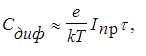 C_диф ≈ e/kT I_пр τ,